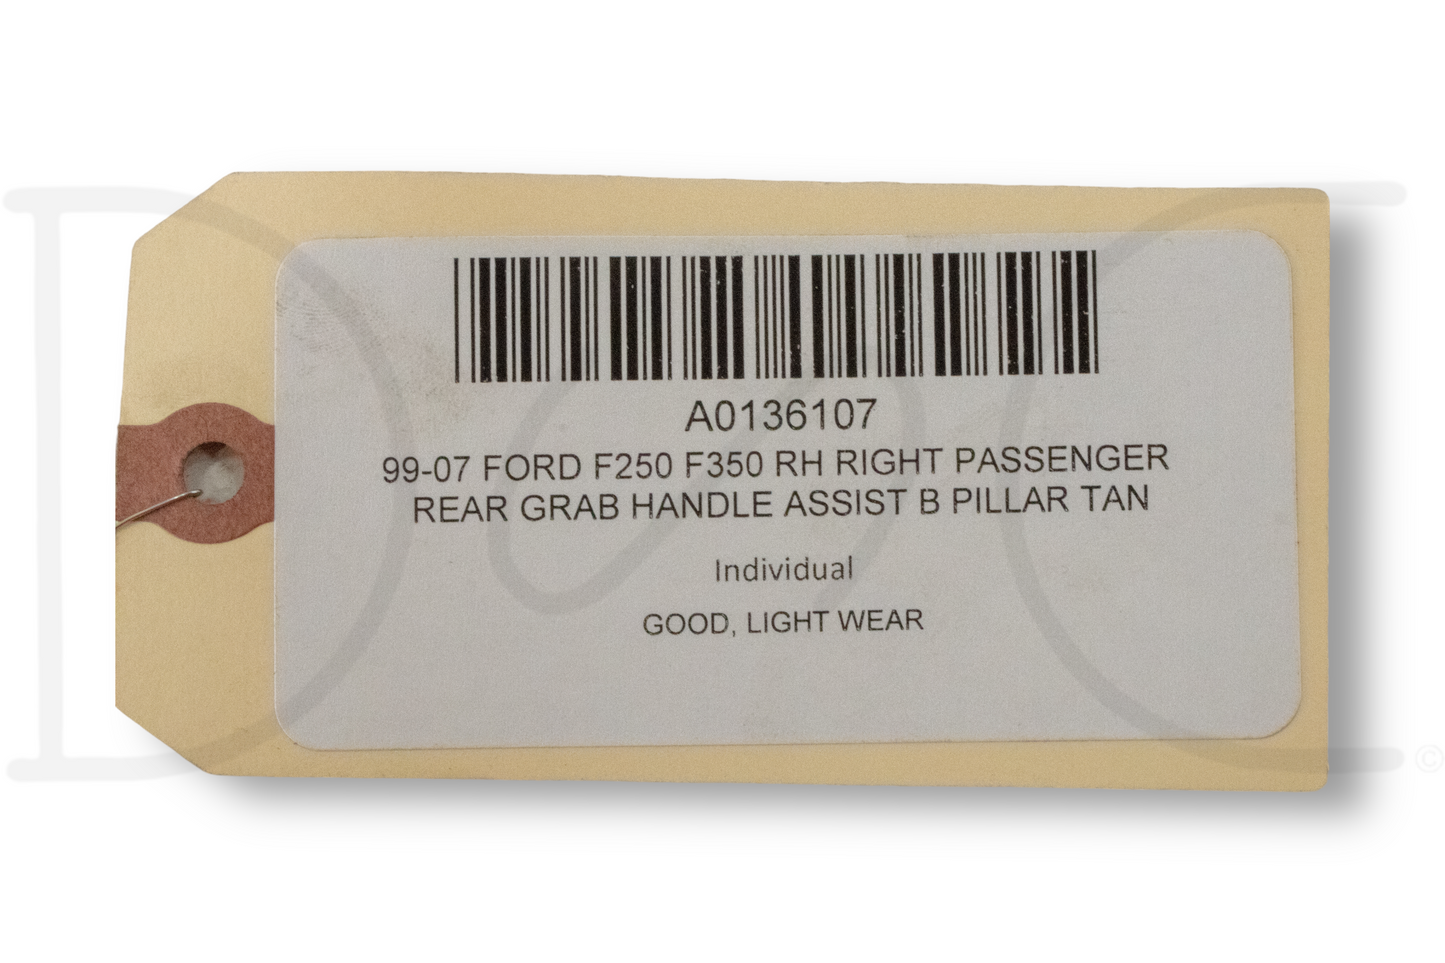 A0136107
99-07 FORD F250 F350 RH RIGHT PASSENGER
REAR GRAB HANDLE ASSIST B PILLAR TAN
Individual
GOOD, LIGHT WEAR
©